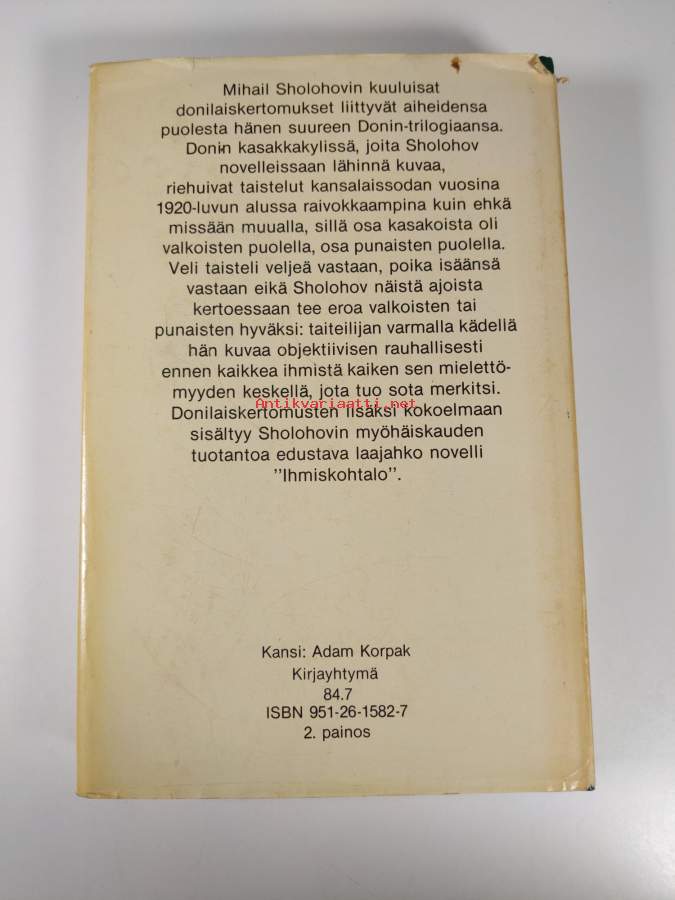 Mihail Sholohovin kuuluisat
donilaiskertomukset liittyvät aiheidensa
puolesta hänen suureen Donin-trilogiaansa.
Donin kasakkakylissä, joita Sholohov
novelleissaan lähinnä kuvaa,
riehuivat taistelut kansalaissodan vuosina
1920-luvun alussa raivokkaampina kuin ehkä
missään muualla, sillä osa kasakoista oli
valkoisten puolella, osa punaisten puolella.
Veli taisteli veljeä vastaan, poika isäänsä
vastaan eikä Sholohov näistä ajoista
kertoessaan tee eroa valkoisten tai
punaisten hyväksi: taiteilijan varmalla kädellä
hän kuvaa objektiivisen rauhallisesti
ennen kaikkea ihmistä kaiken sen mielettö-
myyden keskellä, jota tuo sota merkitsi.
Antikvariaatti.net
Donilaiskertomusten lisäksi kokoelmaan
sisältyy Sholohovin myöhäiskauden
tuotantoa edustava laajahko novelli
''Ihmiskohtalo''.
Kansi: Adam Korpak
Kirjayhtymä
84.7
ISBN 951-26-1582-7
2. painos